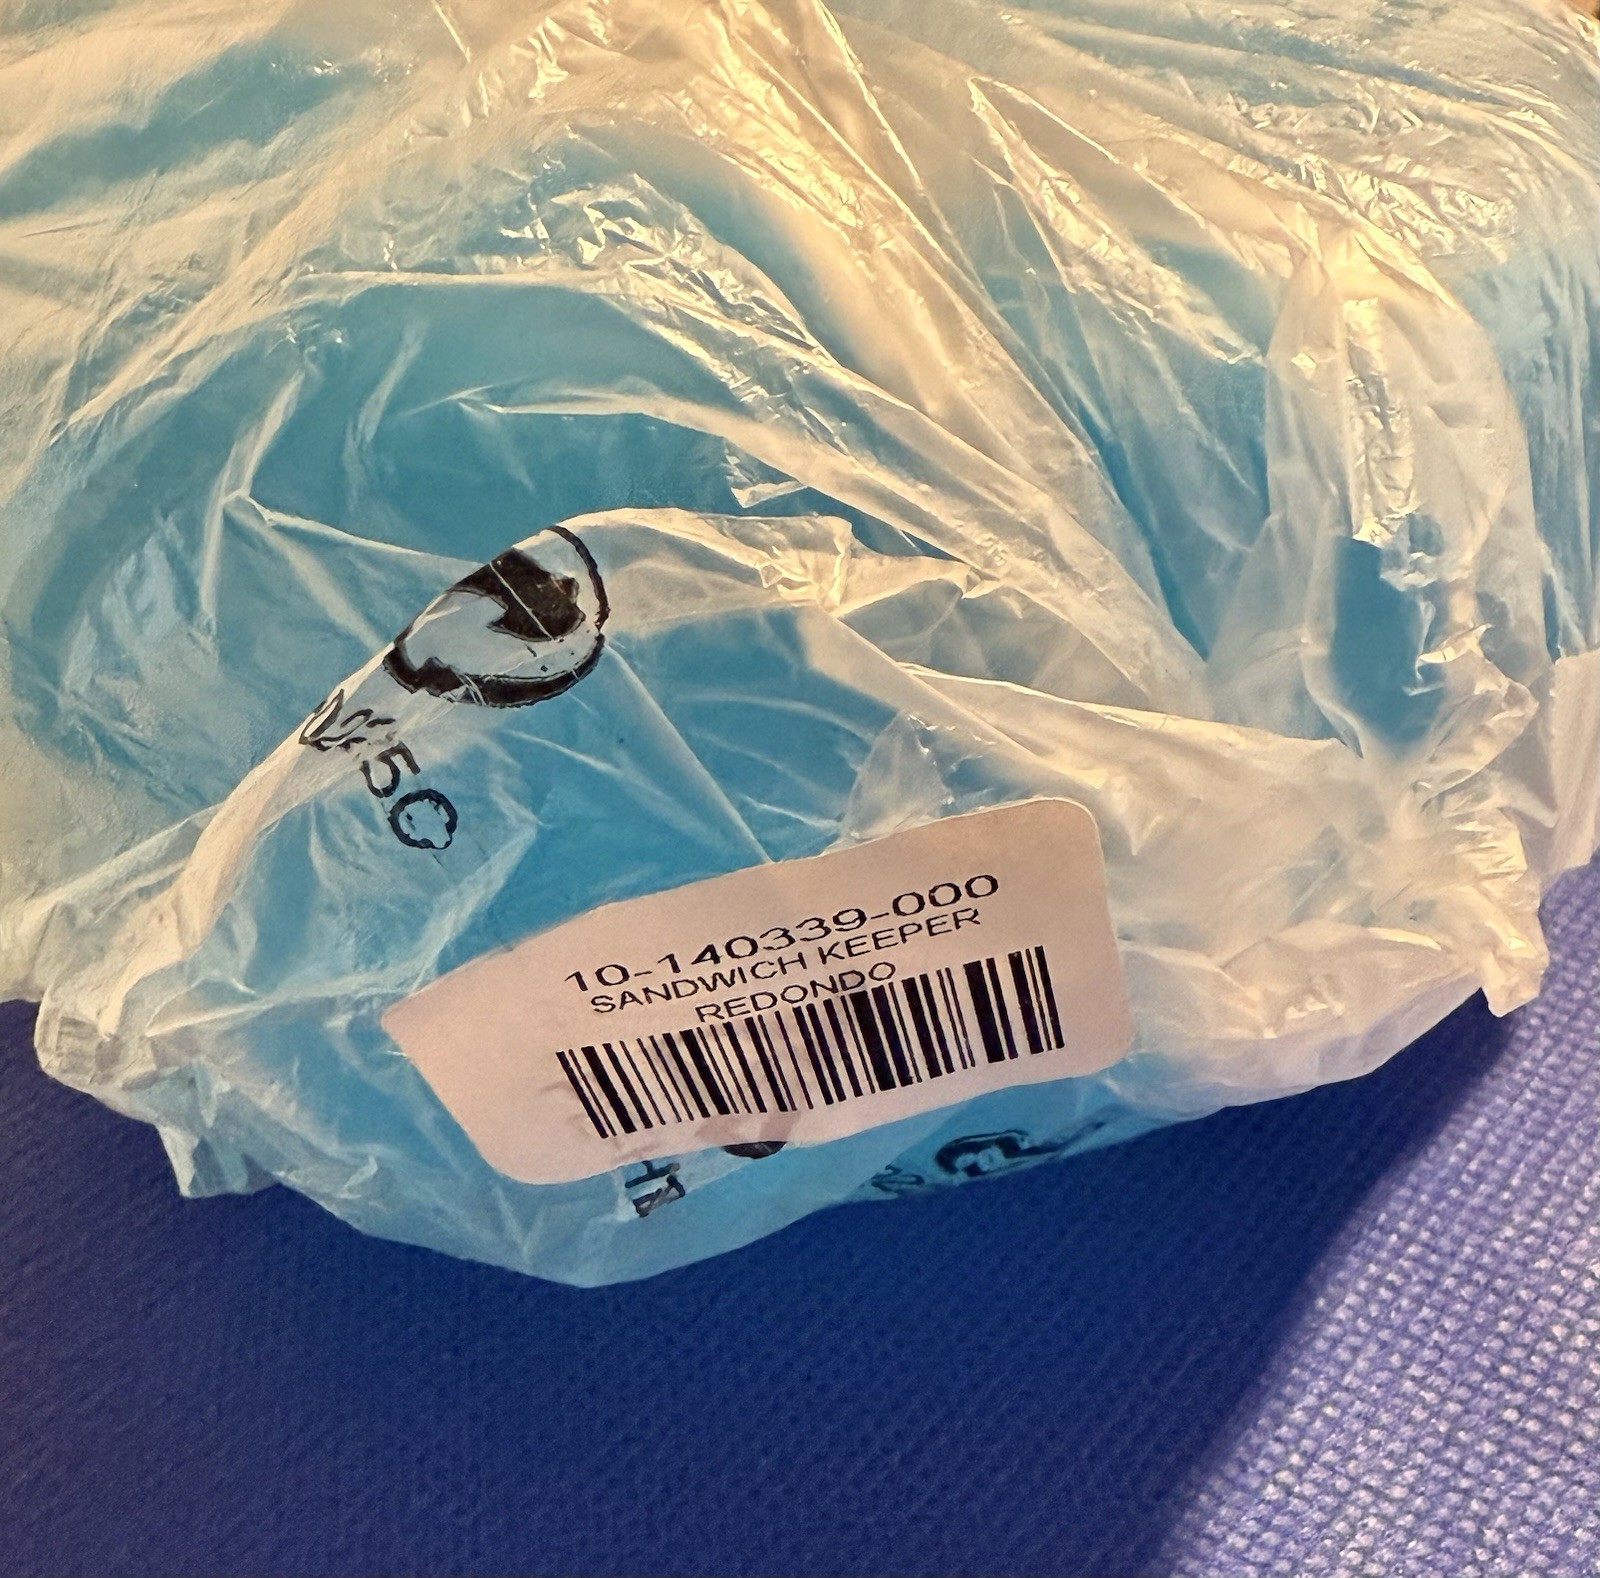 10-140339-000
SANDWICH KEEPER
REDONDO